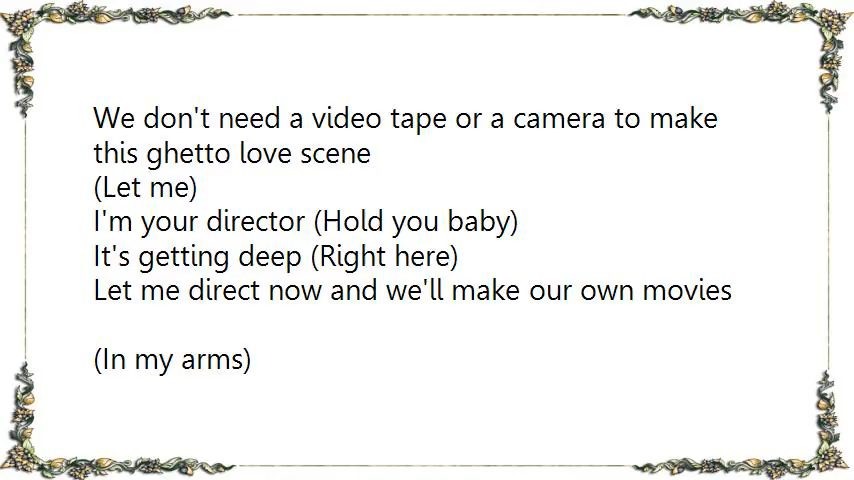 We don't need a video tape or a camera to make
this ghetto love scene
(Let me)
I'm your director (Hold you baby)
It's getting deep (Right here)
Let me direct now and we'll make our own movies
(In my arms)